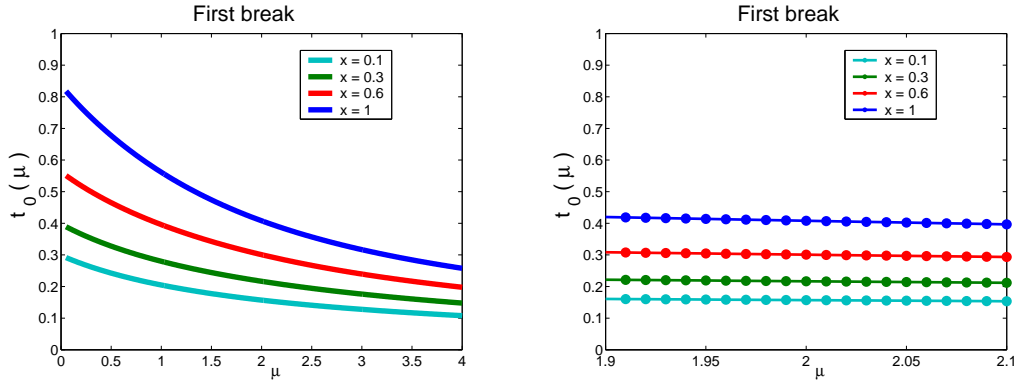 First break
1
0.9
0.8
0.7
0.6
0.5
0.4
0.3
0.2
0.1
0
t_0(μ)
0 0.5 1 1.5 2 2.5 3 3.5 4
μ
x = 0.1
x = 0.3
x = 0.6
x = 1
First break
1
0.9
0.8
0.7
0.6
0.5
0.4
0.3
0.2
0.1
0
t_0(μ)
1.9 1.95 2 2.05 2.1
μ
x = 0.1
x = 0.3
x = 0.6
x = 1